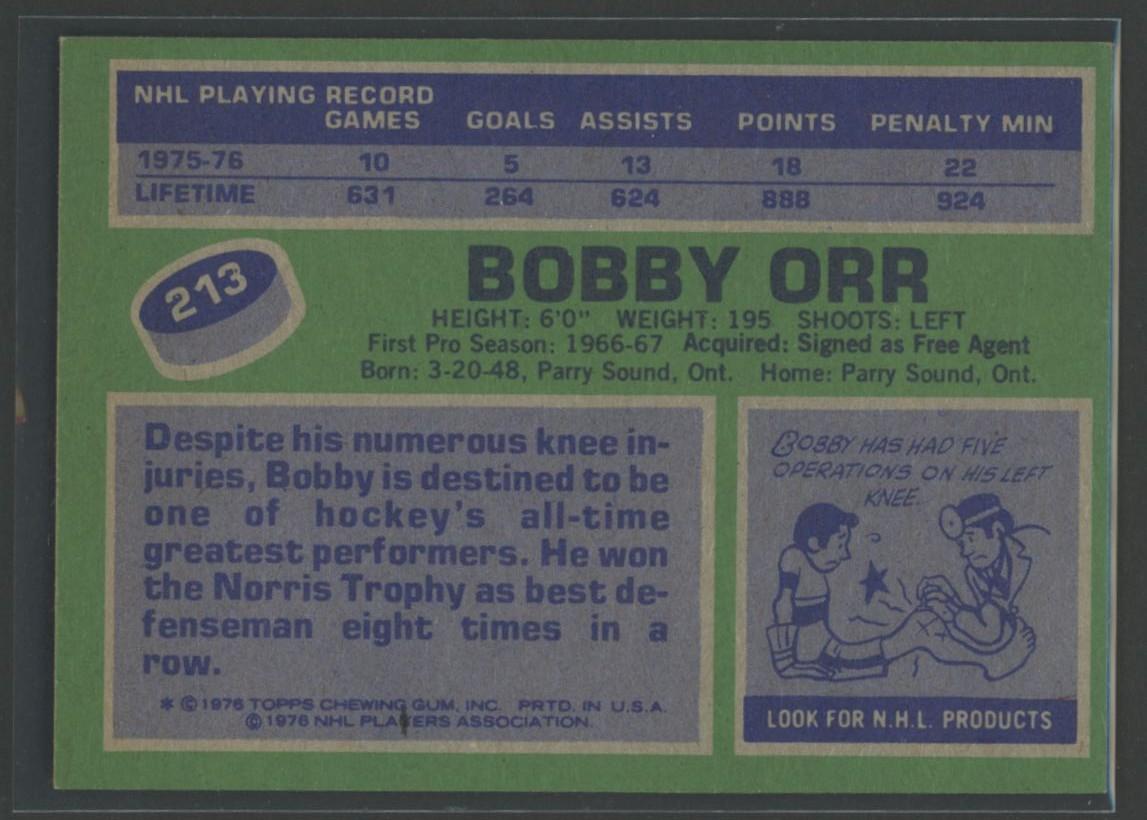 NHL PLAYING RECORD
GAMES GOALS ASSISTS POINTS PENALTY MIN
1975-76 10 5 13 18 22
LIFETIME 631 264 624 888 924
213
BOBBY ORR
HEIGHT: 6'0" WEIGHT: 195 SHOOTS: LEFT
First Pro Season: 1966-67 Acquired: Signed as Free Agent
Born: 3-20-48, Parry Sound, Ont. Home: Parry Sound, Ont.
Despite his numerous knee in-
juries, Bobby is destined to be
one of hockey's all-time
greatest performers. He won
the Norris Trophy as best de-
fenseman eight times in a
row.
* ©1976 TOPPS CHEWING GUM, INC. PRTD. IN U.S.A.
©1976 NHL PLAYERS ASSOCIATION.
BOBBY HAS HAD FIVE
OPERATIONS ON HIS LEFT
KNEE.
LOOK FOR N.H.L. PRODUCTS